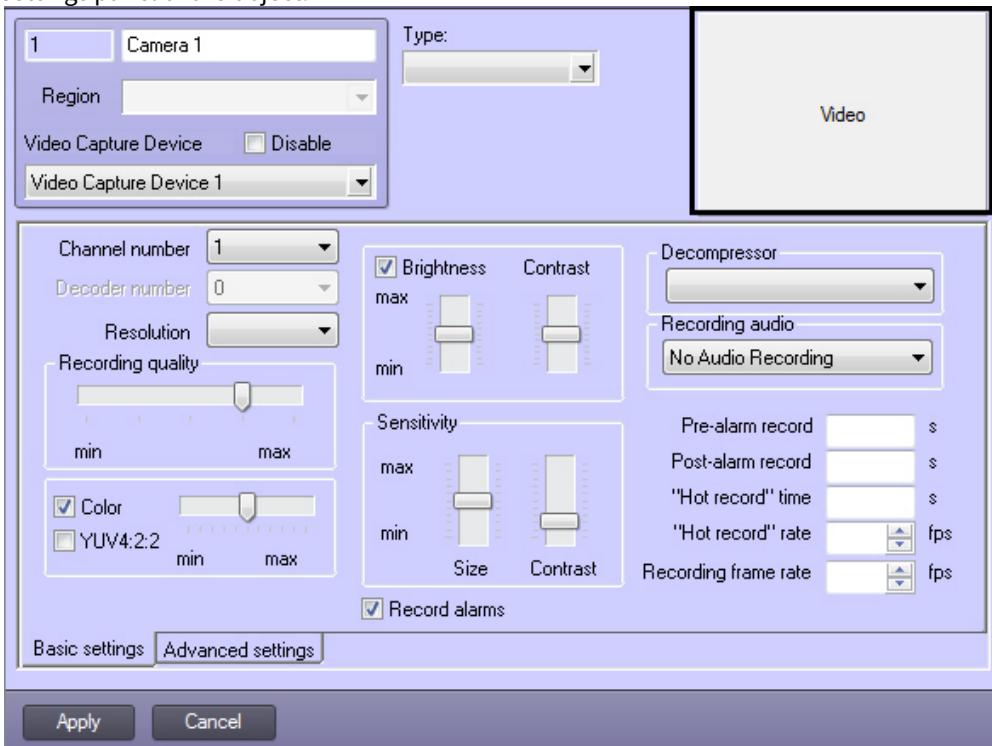 1
Camera 1
Type:
Region
Video
Video Capture Device
Disable
Video Capture Device 1
Channel number
1
Decoder number
0
Resolution
Recording quality
min
max
Color
YUV4:2:2
min
max
Brightness
Contrast
max
min
Sensitivity
max
min
Size
Contrast
Record alarms
Decompressor
Recording audio
No Audio Recording
Pre-alarm record
s
Post-alarm record
s
"Hot record" time
s
"Hot record" rate
fps
Recording frame rate
fps
Basic settings
Advanced settings
Apply
Cancel